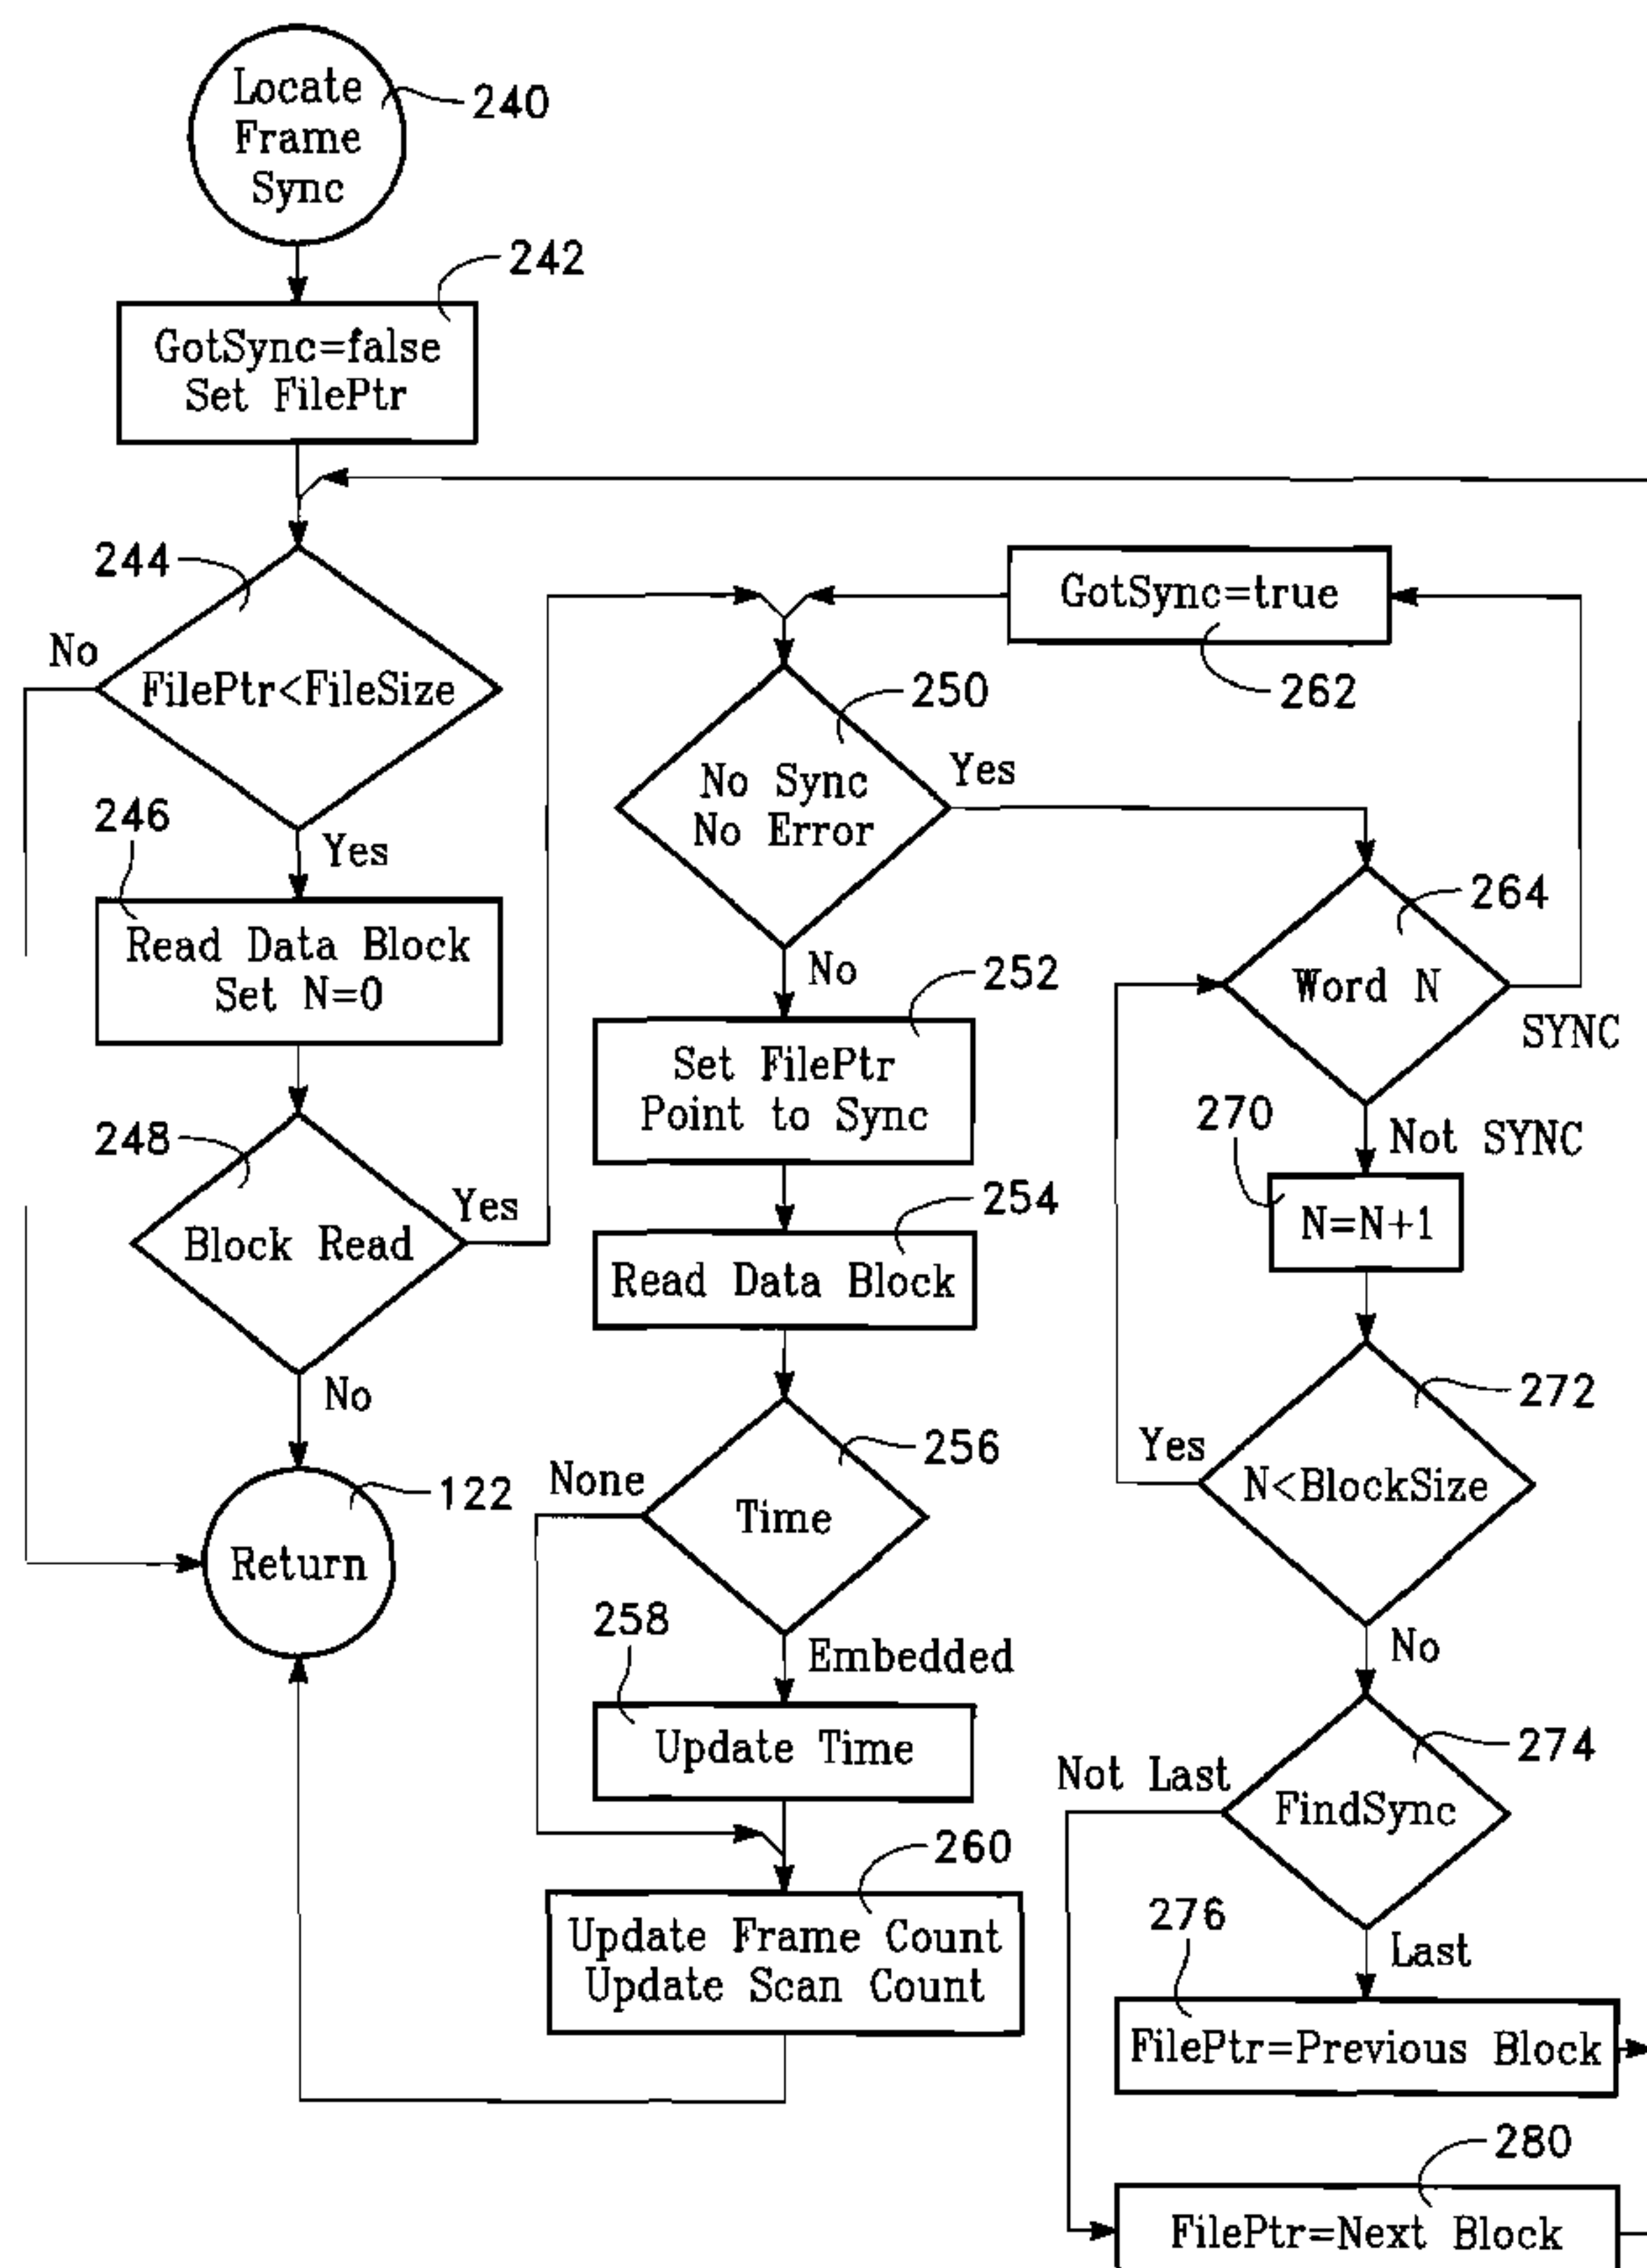 Locate
Frame
Sync
240
242
GotSync=false
Set FilePtr
244
No
FilePtr<FileSize
Yes
246
Read Data Block
Set N=0
248
Block Read
Yes
No
122
Return
GotSync=true
262
250
No Sync
No Error
Yes
No
252
Set FilePtr
Point to Sync
254
Read Data Block
256
None
Time
258
Embedded
Update Time
260
Update Frame Count
Update Scan Count
264
Word N
SYNC
270
Not SYNC
N=N+1
272
Yes
N<BlockSize
No
274
Not Last
FindSync
276
Last
FilePtr=Previous Block
280
FilePtr=Next Block